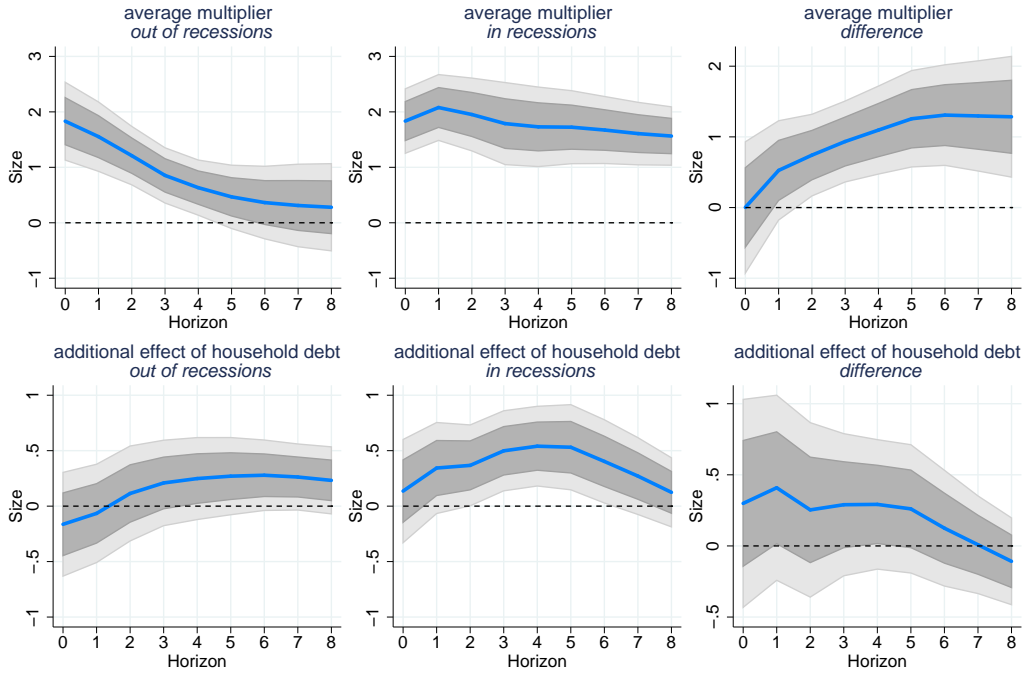 average multiplier
out of recessions
Size
3
2
1
0
−1
0 1 2 3 4 5 6 7 8
Horizon
average multiplier
in recessions
Size
3
2
1
0
−1
0 1 2 3 4 5 6 7 8
Horizon
average multiplier
difference
Size
2
1
0
−1
0 1 2 3 4 5 6 7 8
Horizon
additional effect of household debt
out of recessions
Size
1
.5
0
−.5
−1
0 1 2 3 4 5 6 7 8
Horizon
additional effect of household debt
in recessions
Size
1
.5
0
−.5
−1
0 1 2 3 4 5 6 7 8
Horizon
additional effect of household debt
difference
Size
1
.5
0
−.5
0 1 2 3 4 5 6 7 8
Horizon